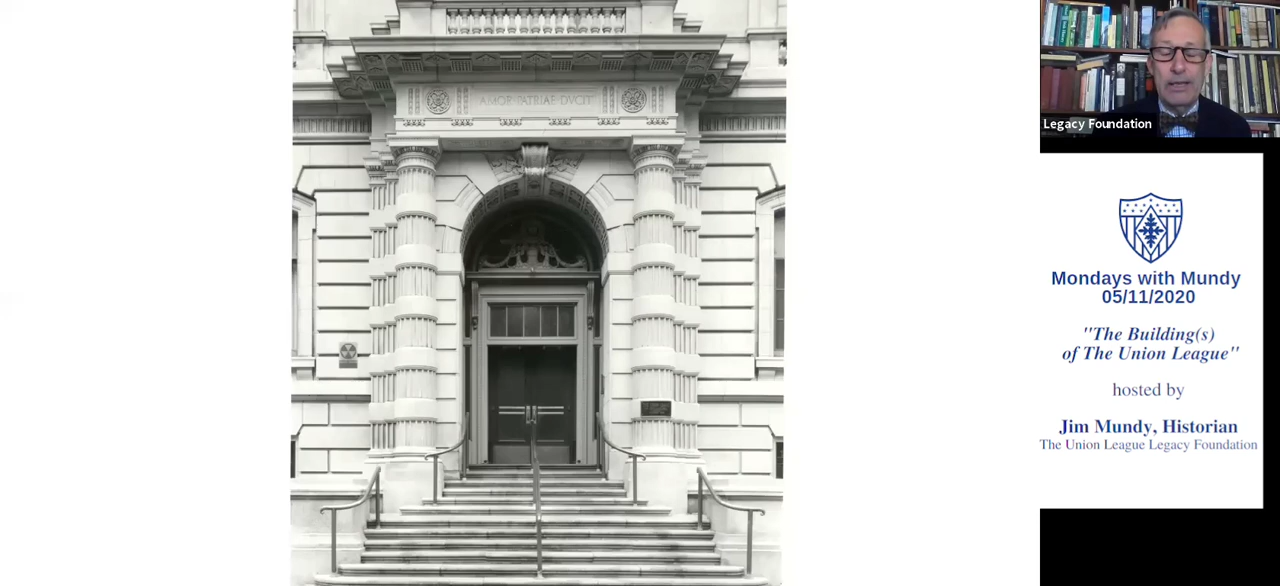 AMOR·PATRIAE·DVCIT
Legacy Foundation
Mondays with Mundy
05/11/2020
"The Building(s)
of The Union League"
hosted by
Jim Mundy, Historian
The Union League Legacy Foundation